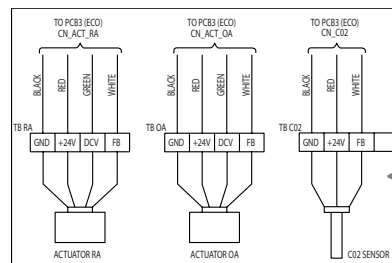 TO PCB3 (ECO)
CN_ACT_RA
BLACK
RED
GREEN
WHITE
TB RA
GND
+24V
DCV
FB
ACTUATOR RA
TO PCB3 (ECO)
CN_ACT_OA
BLACK
RED
GREEN
WHITE
TB OA
GND
+24V
DCV
FB
ACTUATOR OA
TO PCB3 (ECO)
CN_C02
BLACK
RED
WHITE
TB C02
GND
+24V
FB
C02 SENSOR